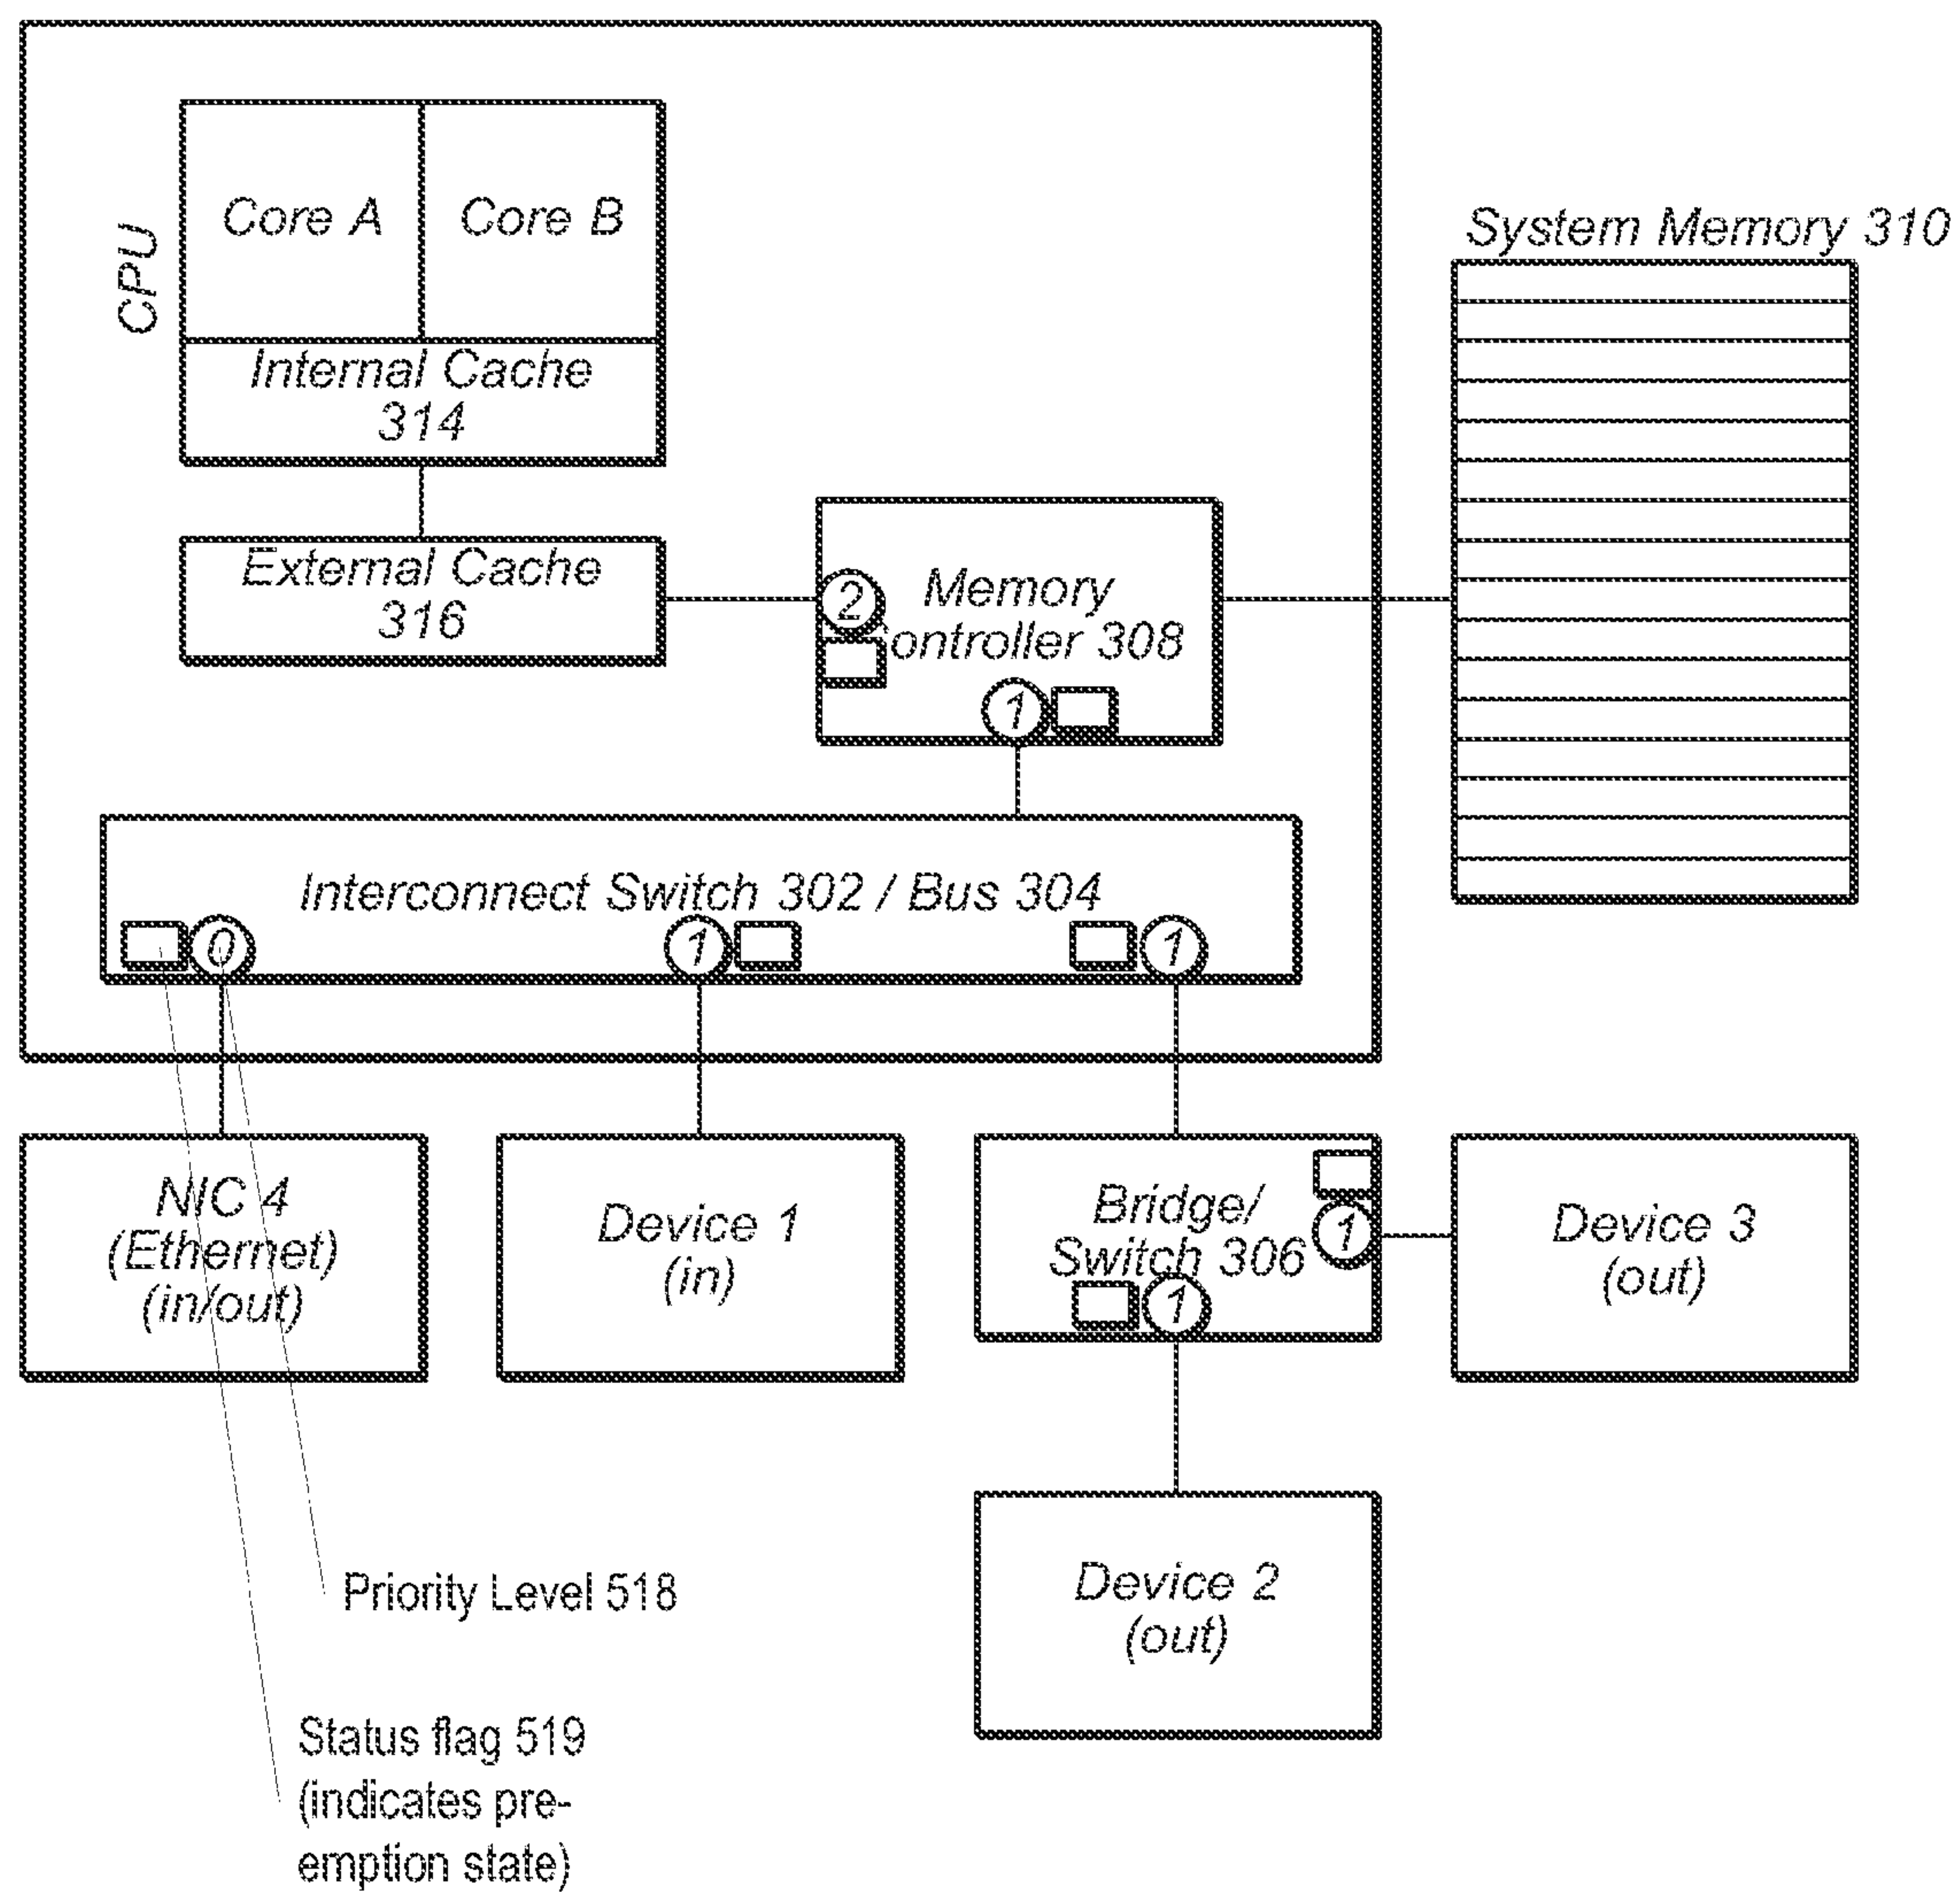 CPU
Core A
Core B
Internal Cache
314
External Cache
316
System Memory 310
2
Memory
ontroller 308
1
Interconnect Switch 302 / Bus 304
0
1
1
NIC 4
(Ethernet)
(in/out)
Device 1
(in)
Bridge/
Switch 306
1
1
Device 3
(out)
Device 2
(out)
Priority Level 518
Status flag 519
(indicates pre-
emption state)